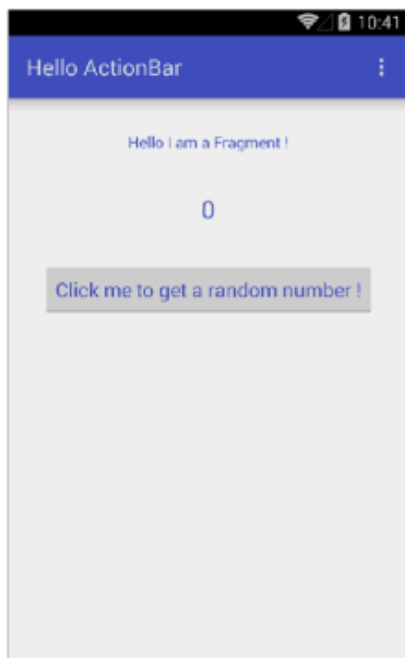 10:41
Hello ActionBar
Hello I am a Fragment !
0
Click me to get a random number !